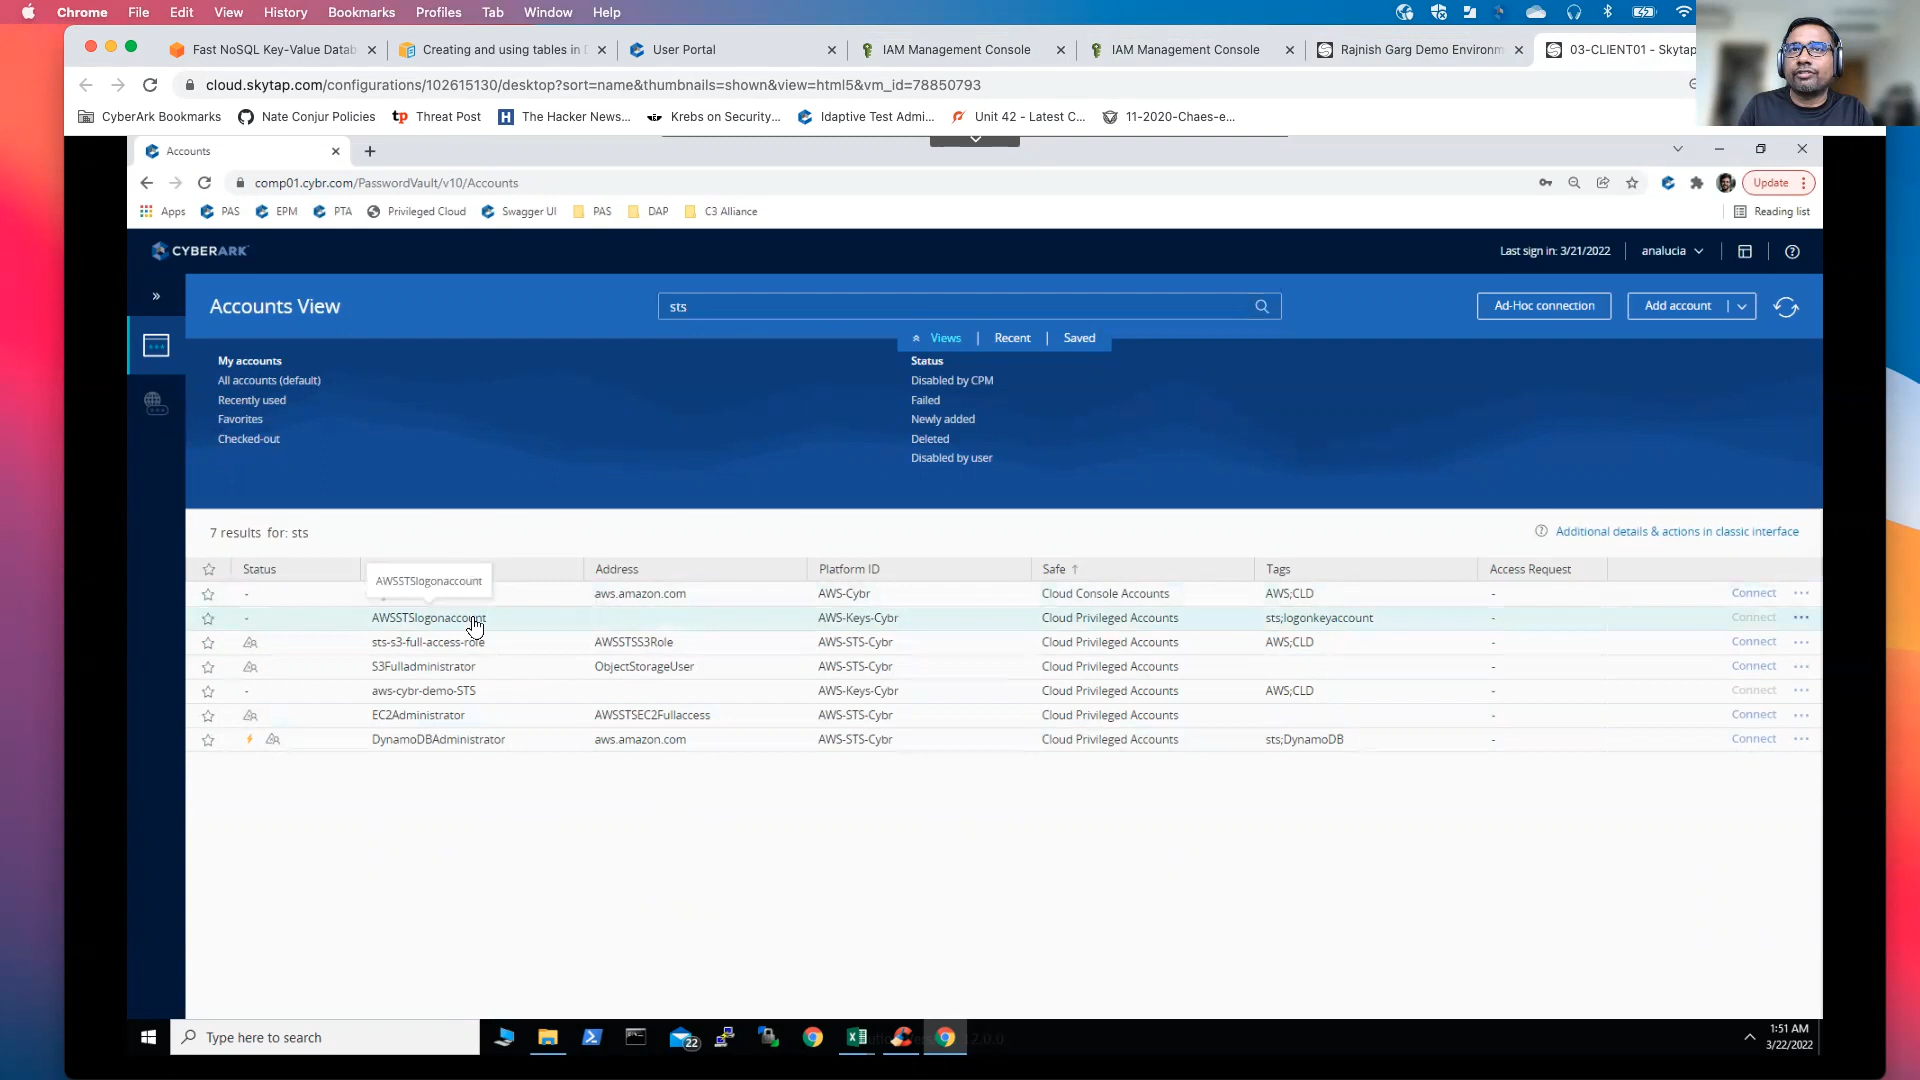 Chrome File Edit View History Bookmarks Profiles Tab Window Help
Fast NoSQL Key-Value Datab
Creating and using tables in
User Portal
IAM Management Console
IAM Management Console
Rajnish Garg Demo Environm
03-CLIENT01 - Skytap
cloud.skytap.com/configurations/102615130/desktop?sort=name&thumbnails=shown&view=html5&vm_id=78850793
CyberArk Bookmarks
Nate Conjur Policies
Threat Post
The Hacker News...
Krebs on Security...
Idaptive Test Admi...
Unit 42 - Latest C...
11-2020-Chaes-e...
Accounts
comp01.cybr.com/PasswordVault/v10/Accounts
Update
Apps PAS EPM PTA Privileged Cloud Swagger UI PAS DAP C3 Alliance
Reading list
CYBERARK
Last sign in: 3/21/2022
analucia
Accounts View
sts
Ad-Hoc connection
Add account
Views | Recent | Saved
My accounts
All accounts (default)
Recently used
Favorites
Checked-out
Status
Disabled by CPM
Failed
Newly added
Deleted
Disabled by user
7 results for: sts
Additional details & actions in classic interface
Status Address Platform ID Safe Tags Access Request
AWSSTSlogonaccount
- aws.amazon.com AWS-Cybr Cloud Console Accounts AWS;CLD - Connect
- AWSSTSlogonaccount AWS-Keys-Cybr Cloud Privileged Accounts sts;logonkeyaccount - Connect
sts-s3-full-access-role AWSSTSS3Role AWS-STS-Cybr Cloud Privileged Accounts AWS;CLD - Connect
S3Fulladministrator ObjectStorageUser AWS-STS-Cybr Cloud Privileged Accounts - Connect
- aws-cybr-demo-STS AWS-Keys-Cybr Cloud Privileged Accounts AWS;CLD - Connect
EC2Administrator AWSSTSEC2Fullaccess AWS-STS-Cybr Cloud Privileged Accounts - Connect
DynamoDBAdministrator aws.amazon.com AWS-STS-Cybr Cloud Privileged Accounts sts;DynamoDB - Connect
Type here to search
22
1:51 AM
3/22/2022